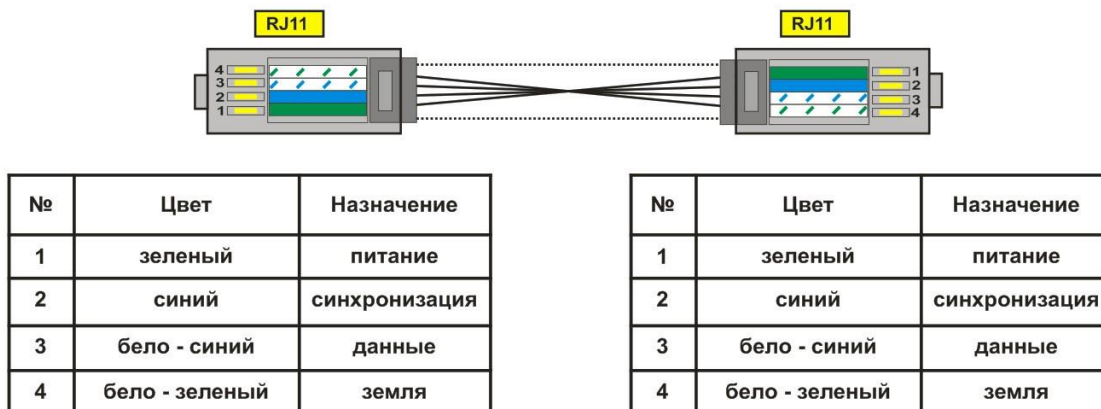 RJ11 RJ11
4 1
3 2
2 3
1 4
№ Цвет Назначение
1 зеленый питание
2 синий синхронизация
3 бело - синий данные
4 бело - зеленый земля
№ Цвет Назначение
1 зеленый питание
2 синий синхронизация
3 бело - синий данные
4 бело - зеленый земля